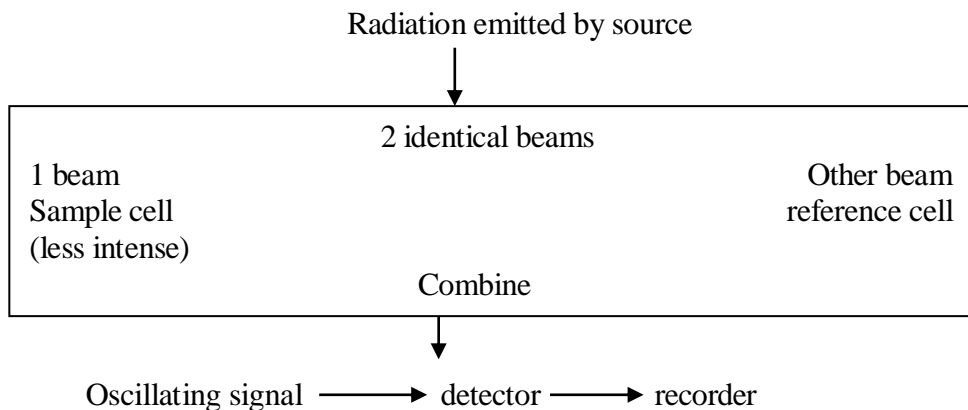 Radiation emitted by source
2 identical beams
1 beam
Other beam
Sample cell
reference cell
(less intense)
Combine
Oscillating signal
detector
recorder